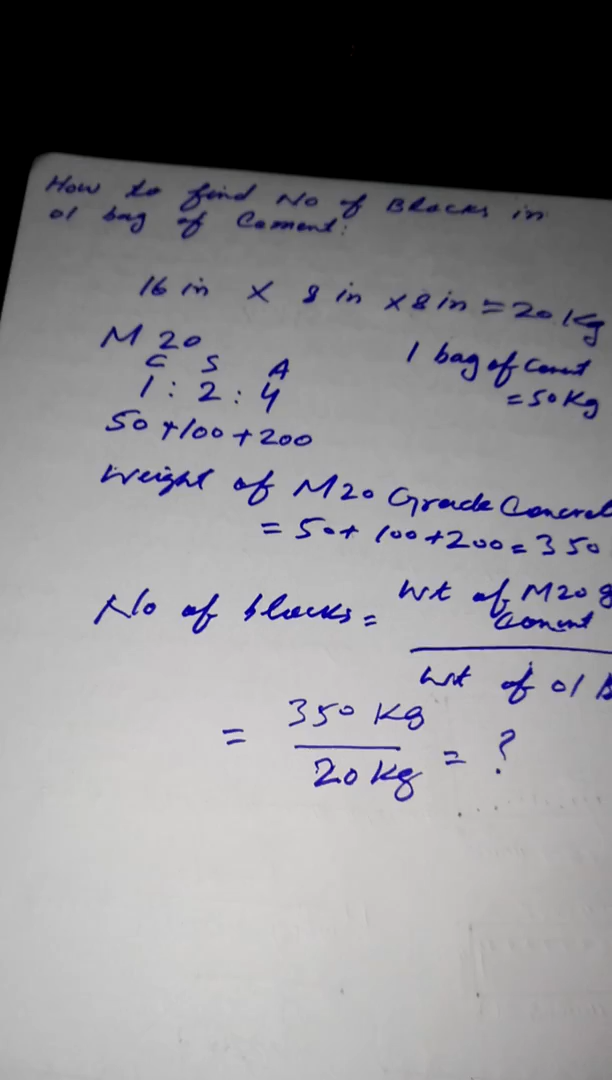 How to find No of Blocks in
01 bag of Cement:
16 in x 8 in x 8 in = 20 Kg
M 20
1 bag of Cement
= 50 Kg
C S A
1 : 2 : 4
50 + 100 + 200
Weight of M20 Grade Concret
= 50 + 100 + 200 = 350
No of blocks = Wt of M20 g
Cement
Wt of 01 B
= 350 Kg
20 Kg = ?